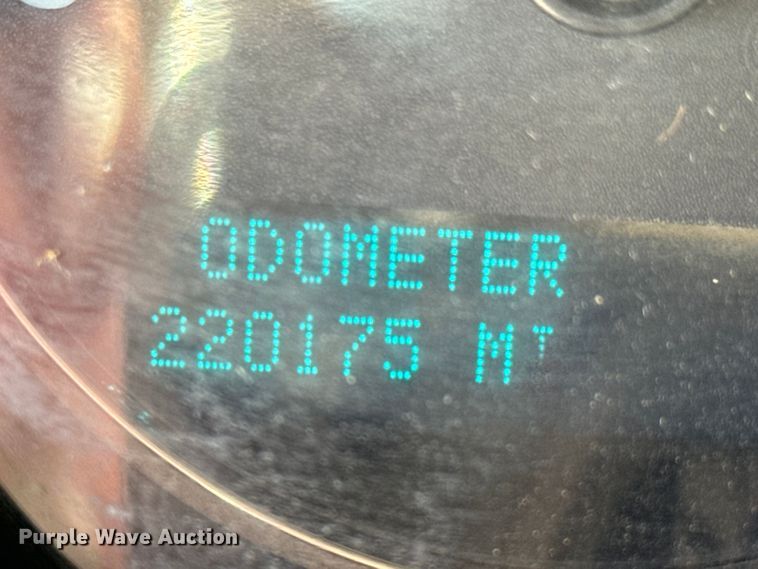 ODOMETER
220175 MI
Purple Wave Auction